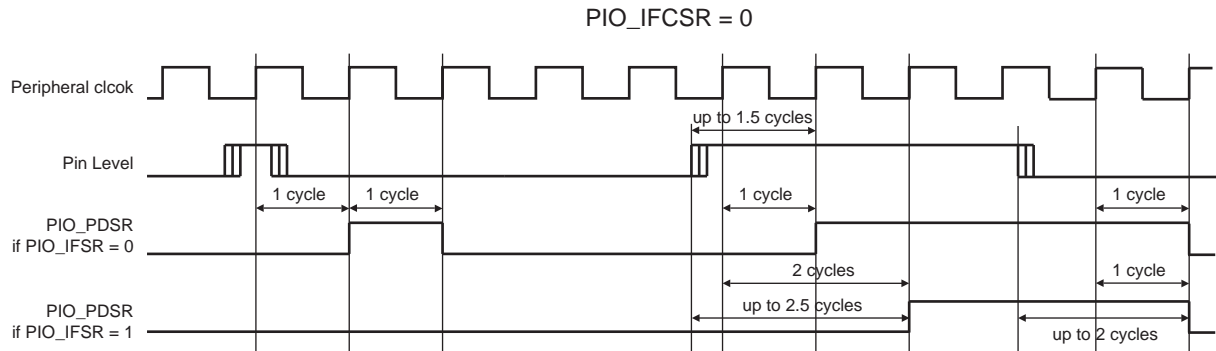 PIO_IFCSR = 0
Peripheral clcok
up to 1.5 cycles
Pin Level
1 cycle
1 cycle
1 cycle
1 cycle
PIO_PDSR
if PIO_IFSR = 0
2 cycles
1 cycle
PIO_PDSR
if PIO_IFSR = 1
up to 2.5 cycles
up to 2 cycles